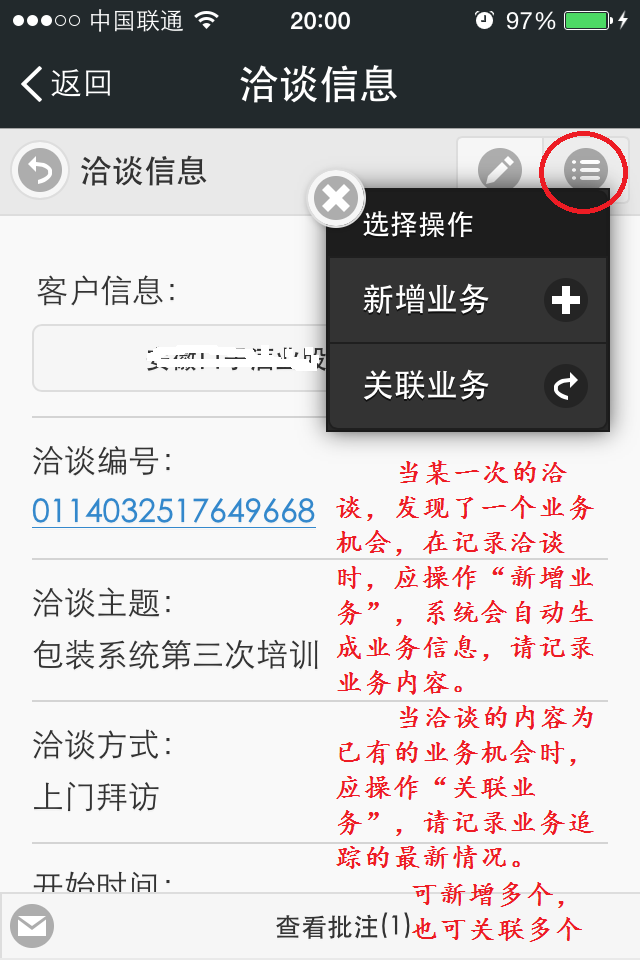 中国联通 20:00 97%
返回 洽谈信息
洽谈信息
选择操作
客户信息:
新增业务
关联业务
洽谈编号:
0114032517649668
当某一次的洽
谈，发现了一个业务
机会，在记录洽谈
时，应操作“新增业
务”，系统会自动生
成业务信息，请记录
业务内容。
洽谈主题:
包装系统第三次培训
当洽谈的内容为
已有的业务机会时，
应操作“关联业
务”，请记录业务追
踪的最新情况。
洽谈方式:
上门拜访
开始时间:
可新增多个，
也可关联多个
查看批注(1)